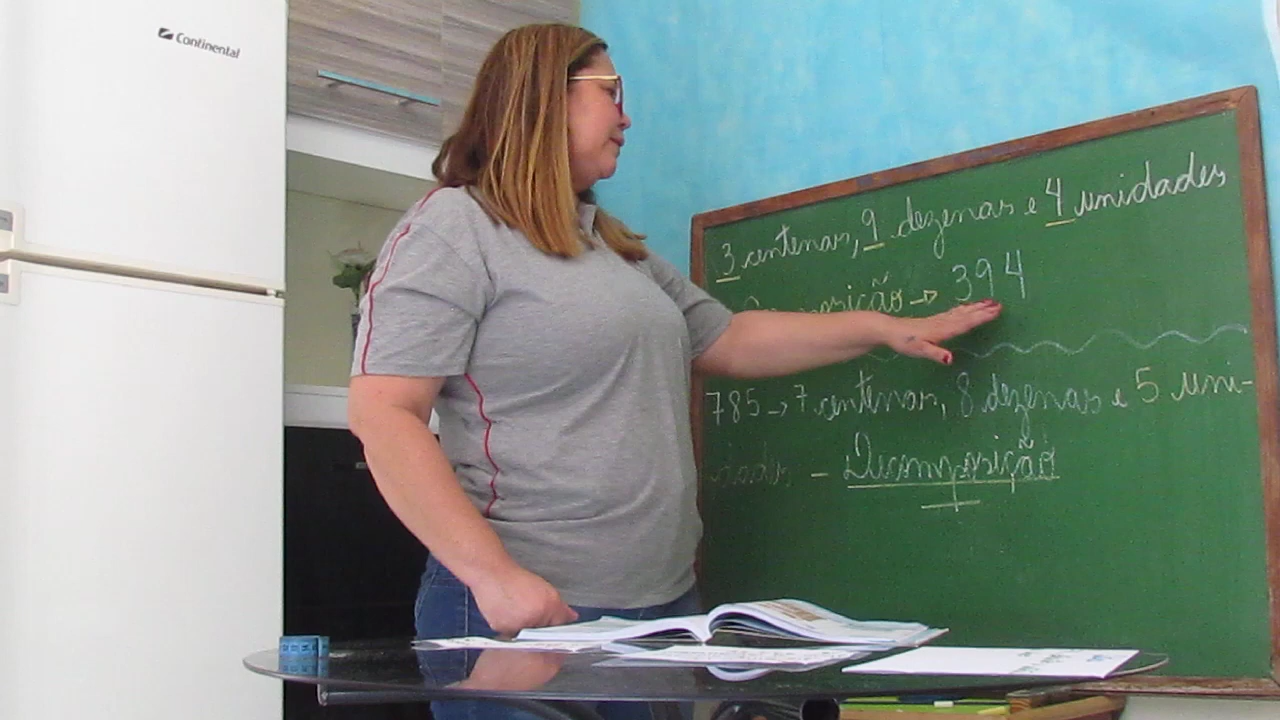 Continental
3 centenas, 9 dezenas e 4 unidades
Composição → 394
785 → 7 centenas, 8 dezenas e 5 uni-
dades - Decomposição